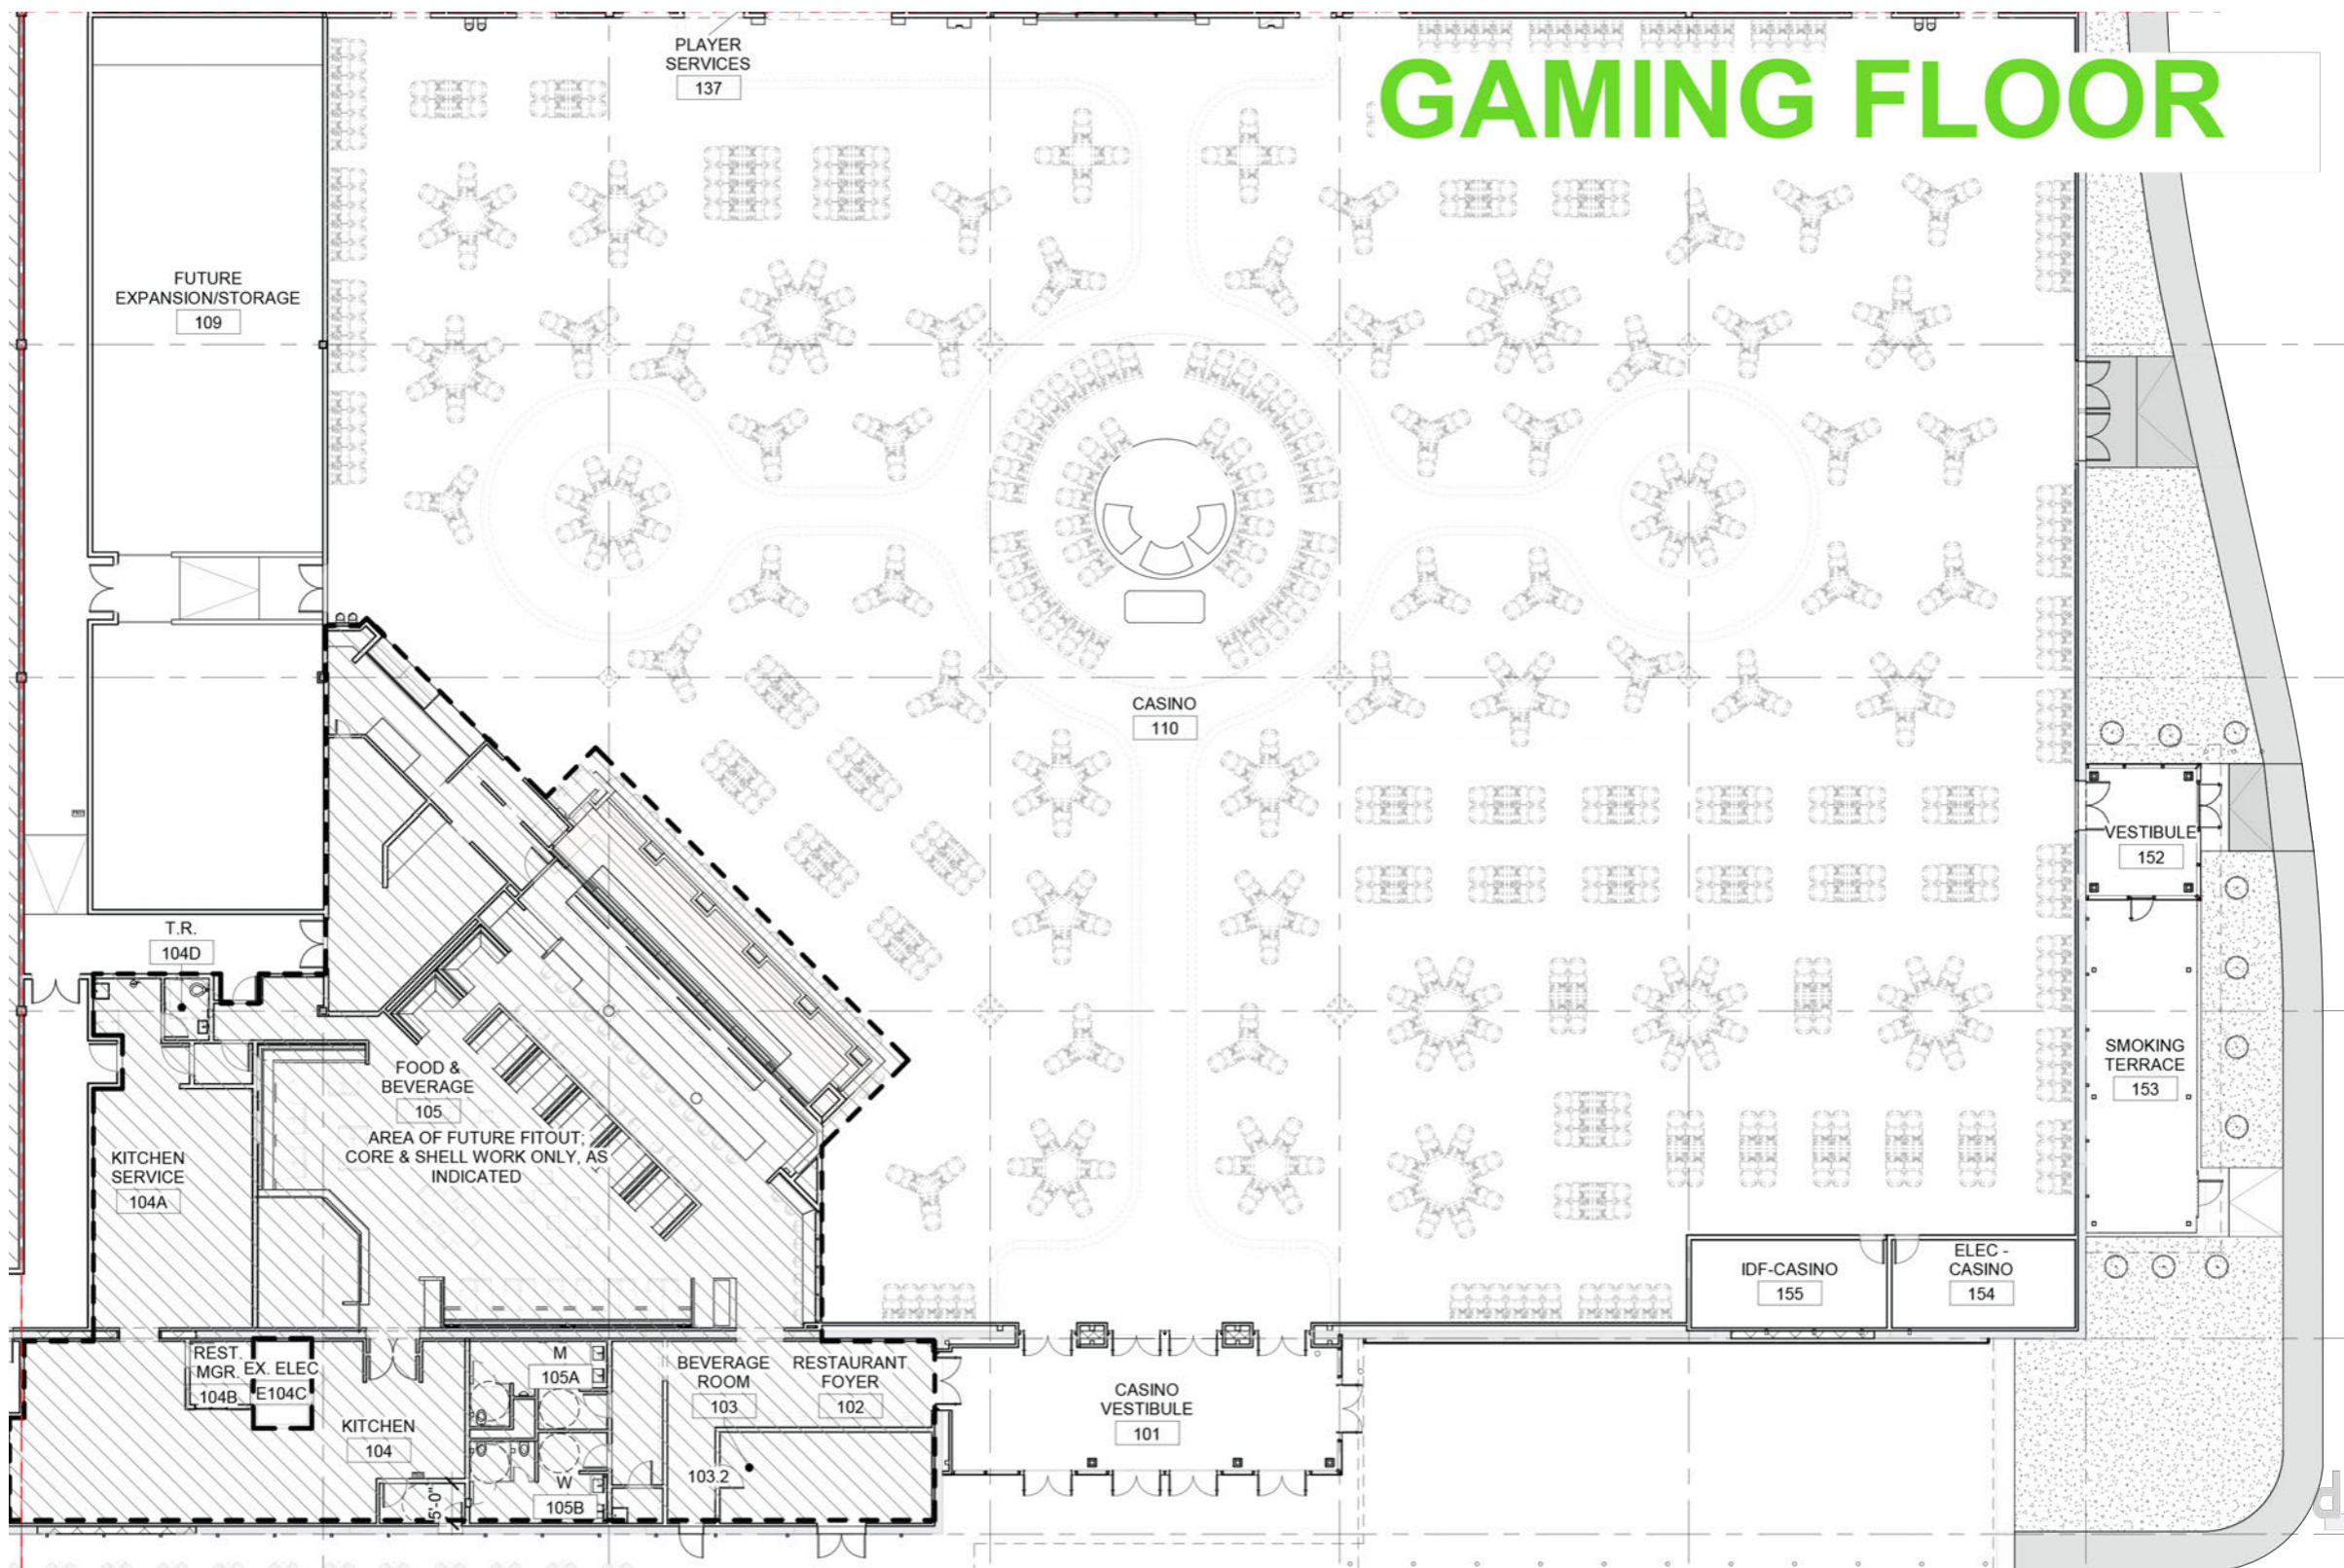 GAMING FLOOR
PLAYER
SERVICES
137
FUTURE
EXPANSION/STORAGE
109
CASINO
110
VESTIBULE
152
T.R.
104D
SMOKING
TERRACE
153
FOOD &
BEVERAGE
105
AREA OF FUTURE FITOUT;
CORE & SHELL WORK ONLY, AS
INDICATED
KITCHEN
SERVICE
104A
IDF-CASINO
155
ELEC -
CASINO
154
REST.
MGR.
104B
EX. ELEC
E104C
M
105A
BEVERAGE
ROOM
103
RESTAURANT
FOYER
102
CASINO
VESTIBULE
101
KITCHEN
104
103.2
W
105B
5'-0"